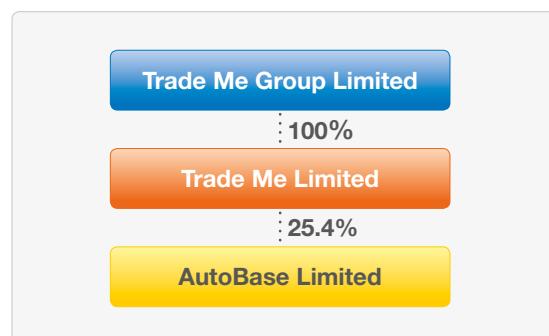 Trade Me Group Limited
100%
Trade Me Limited
25.4%
AutoBase Limited